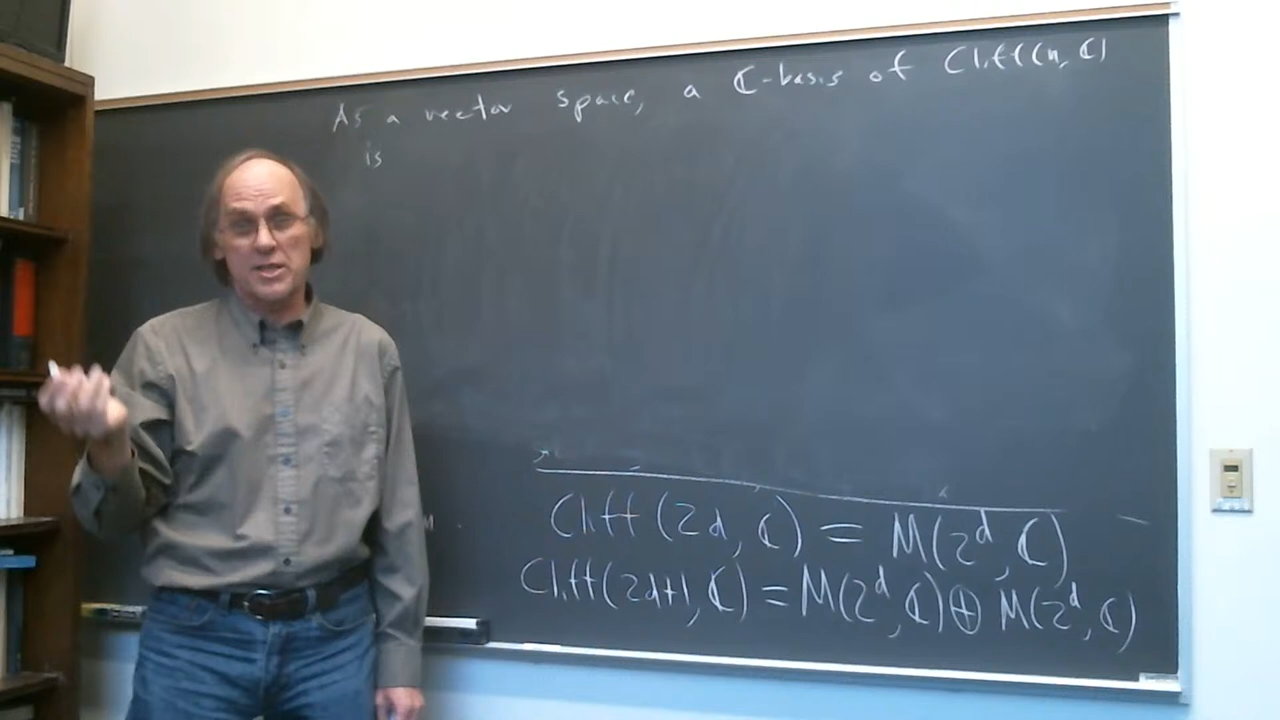 As a vector space, a ℂ-basis of Cliff(n, ℂ)
is
Cliff(2d, ℂ) = M(2^d, ℂ)
Cliff(2d+1, ℂ) = M(2^d, ℂ) ⊕ M(2^d, ℂ)